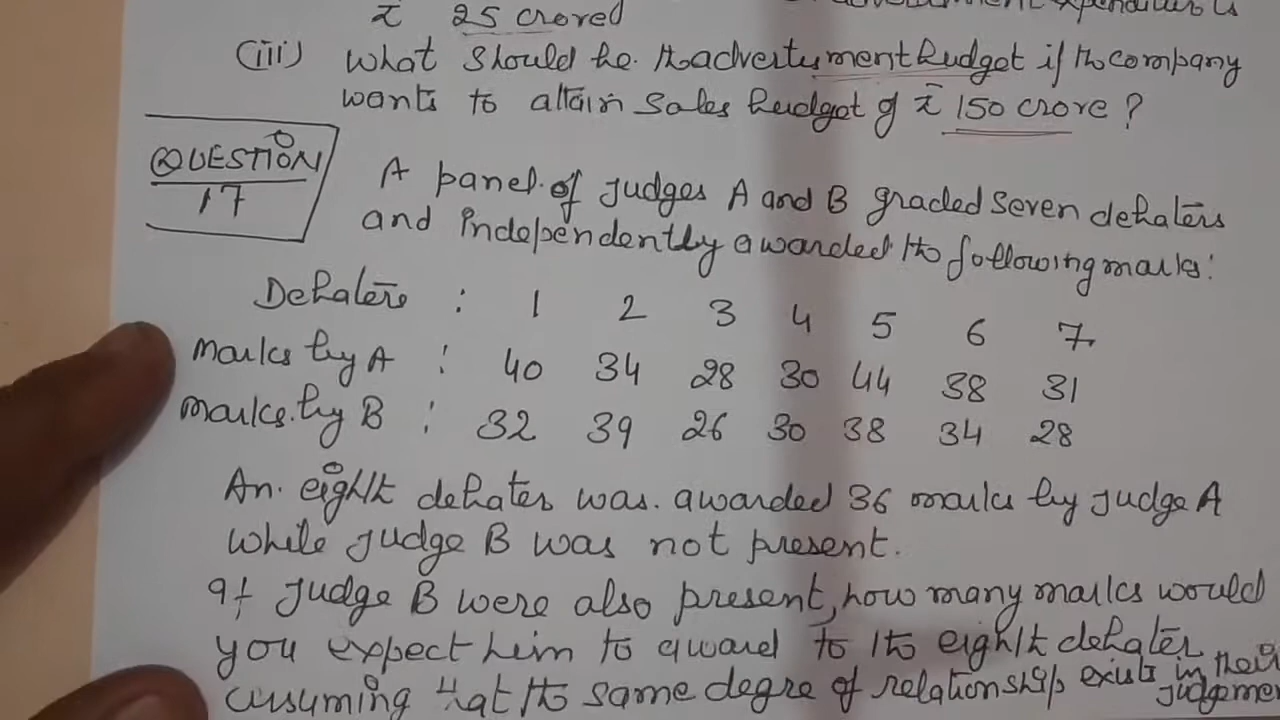 ₹ 25 crored
(iii) What should be the advertisment budget if the company
wants to attain sales budget of ₹ 150 crore ?
QUESTION
17
A panel of Judges A and B graded seven debaters
and independently awarded the following marks:
Debaters : 1 2 3 4 5 6 7
Marks by A : 40 34 28 30 44 38 31
Marks by B : 32 39 26 30 38 34 28
An eighth debater was awarded 36 marks by judge A
while Judge B was not present.
If Judge B were also present, how many marks would
you expect him to award to the eighth debater
assuming that the same degree of relationship exists in their